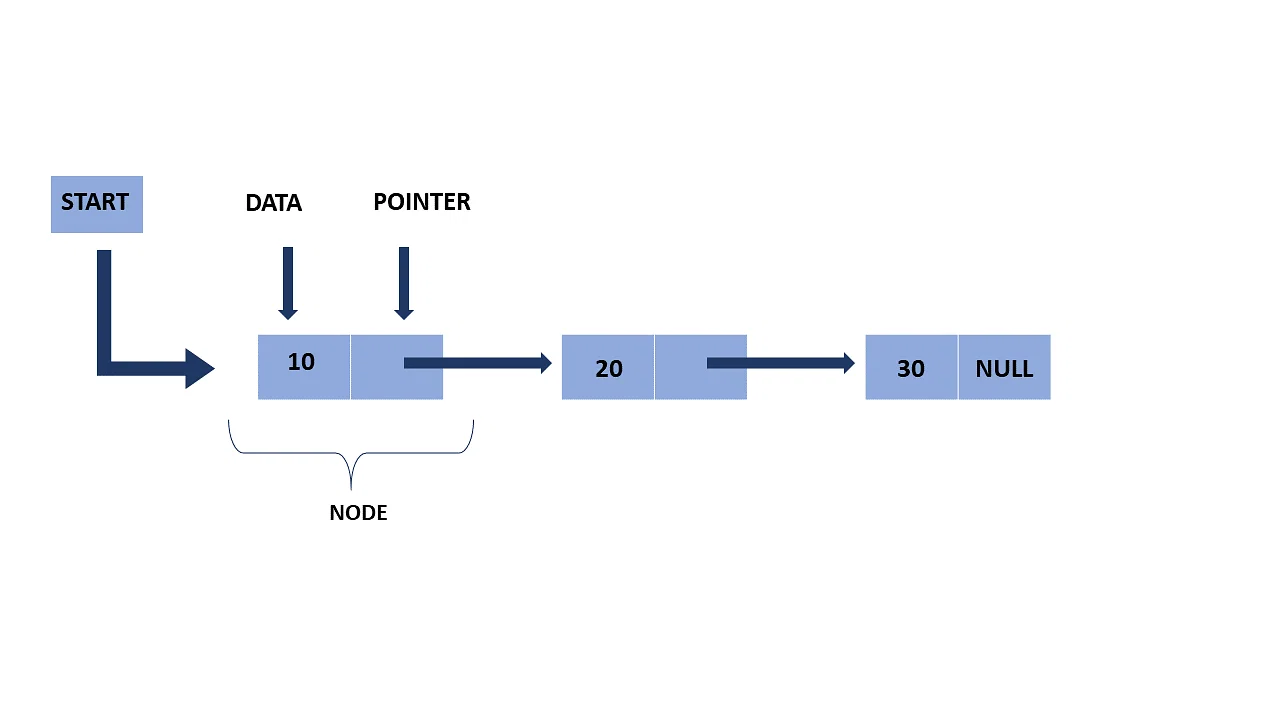 START
DATA
POINTER
10
20
30
NULL
NODE